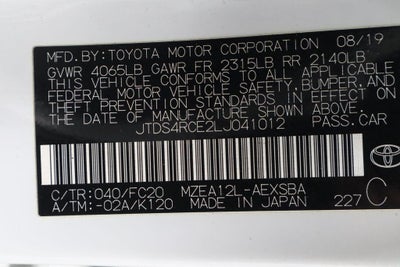 MFD.BY:TOYOTA MOTOR CORPORATION 08/19
GVWR 4065LB GAWR FR 2315LB RR 2140LB
THIS VEHICLE CONFORMS TO ALL APPLICABLE
FEDERAL MOTOR VEHICLE SAFETY, BUMPER, AND
THEFT PREVENTION STANDARDS IN EFFECT ON
THE DATE OF MANUFACTURE SHOWN ABOVE.
JTDS4RCE2LJ041012 PASS.CAR
C/TR:040/FC20 MZEA12L-AEXSBA C
A/TM:-02A/K120 MADE IN JAPAN 227